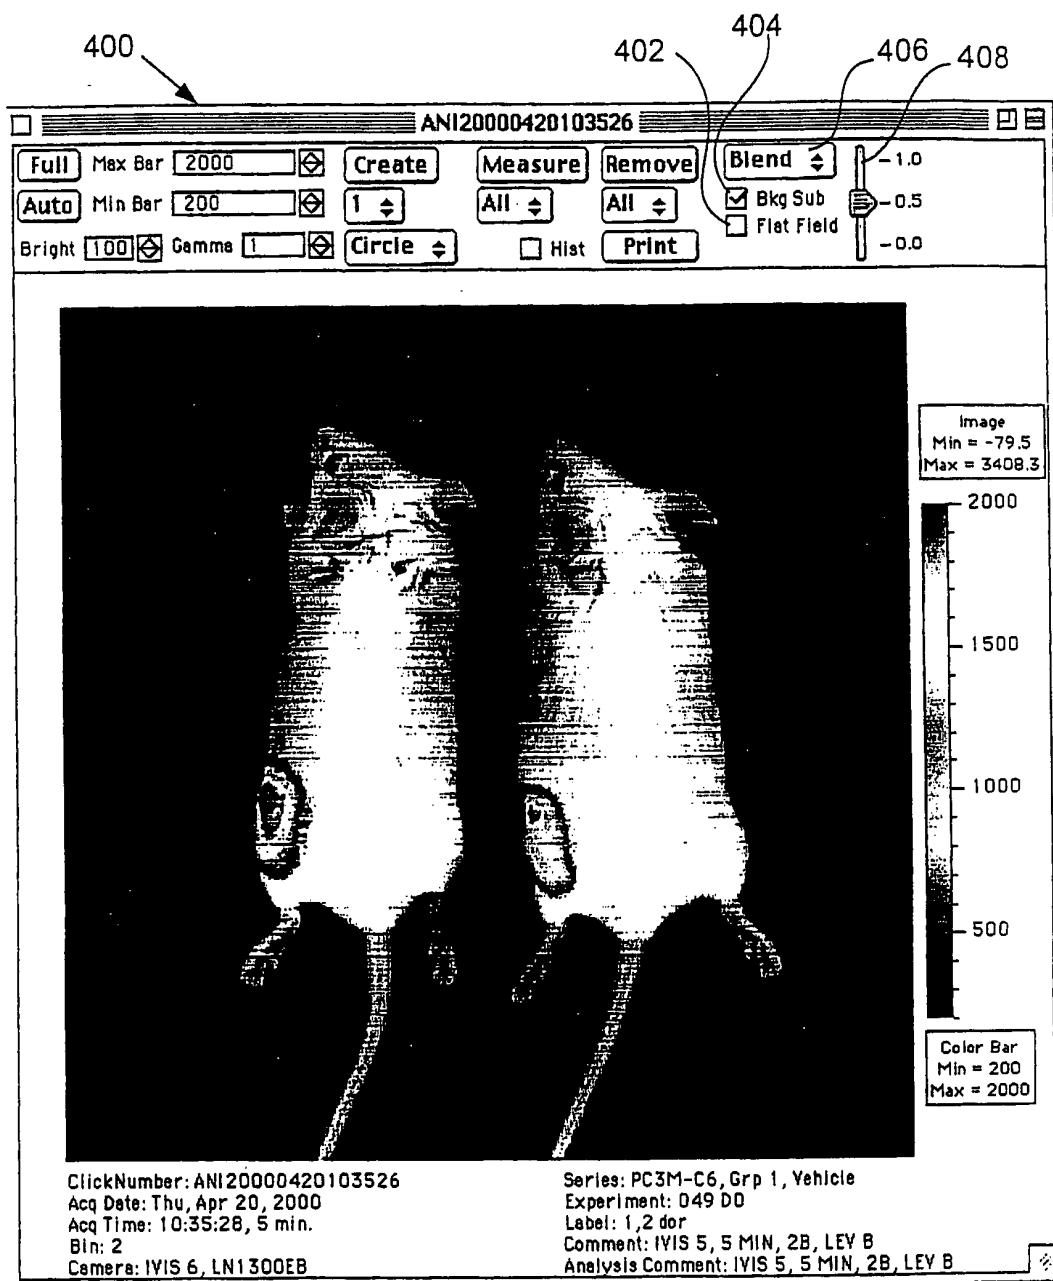 400
402
404
406
408
ANI20000420103526
Full Max Bar 2000 Create Measure Remove Blend 1.0
Auto Min Bar 200 1 All All Bkg Sub 0.5
Bright 100 Gamma 1 Circle Hist Print Flat Field 0.0
Image
Min = -79.5
Max = 3408.3
2000
1500
1000
500
Color Bar
Min = 200
Max = 2000
ClickNumber: ANI20000420103526
Acq Date: Thu, Apr 20, 2000
Acq Time: 10:35:28, 5 min.
Bin: 2
Camera: IVIS 6, LN1300EB
Series: PC3M-C6, Grp 1, Vehicle
Experiment: 049 D0
Label: 1,2 dor
Comment: IVIS 5, 5 MIN, 2B, LEV B
Analysis Comment: IVIS 5, 5 MIN, 2B, LEV B